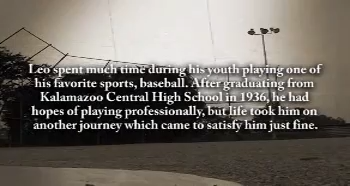 Leo spent much time during his youth playing one of
his favorite sports, baseball. After graduating from
Kalamazoo Central High School in 1936, he had
hopes of playing professionally, but life took him on
another journey which came to satisfy him just fine.